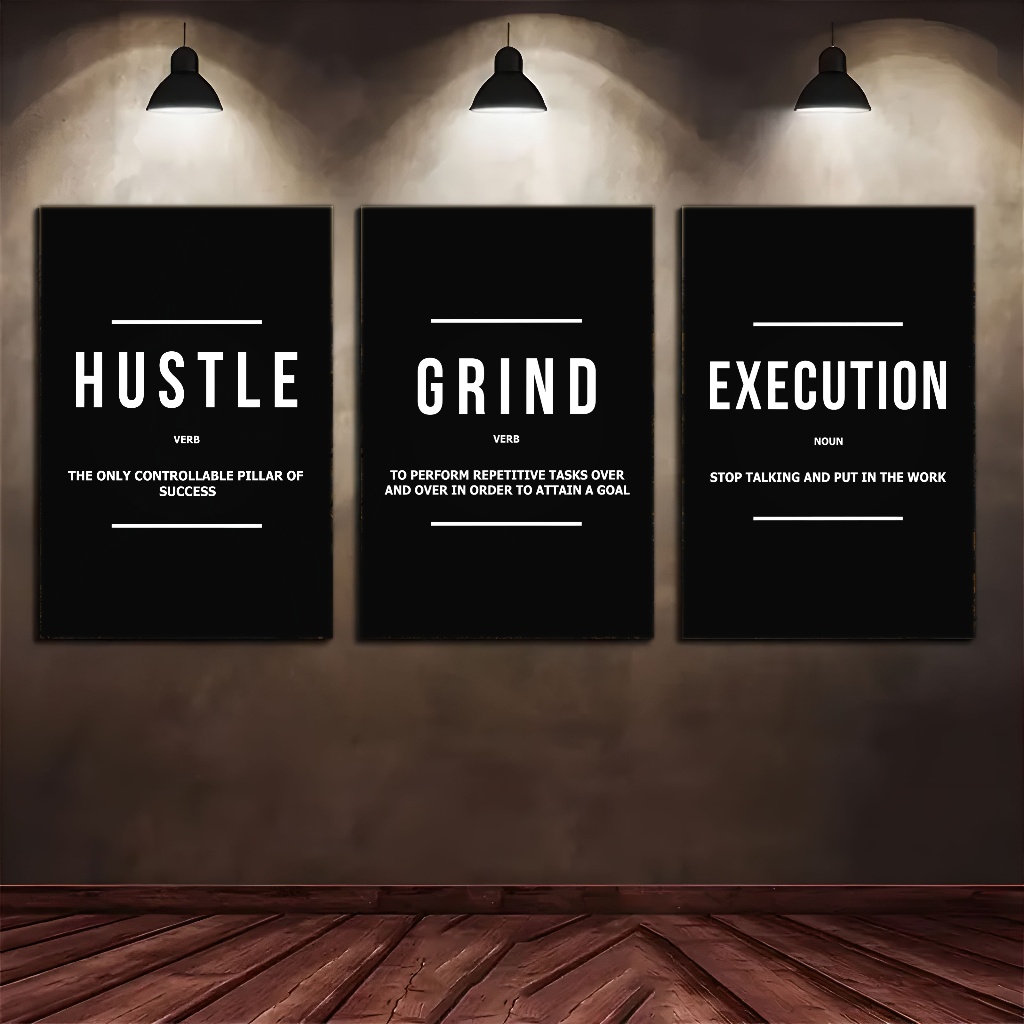 HUSTLE
VERB
THE ONLY CONTROLLABLE PILLAR OF
SUCCESS
GRIND
VERB
TO PERFORM REPETITIVE TASKS OVER
AND OVER IN ORDER TO ATTAIN A GOAL
EXECUTION
NOUN
STOP TALKING AND PUT IN THE WORK